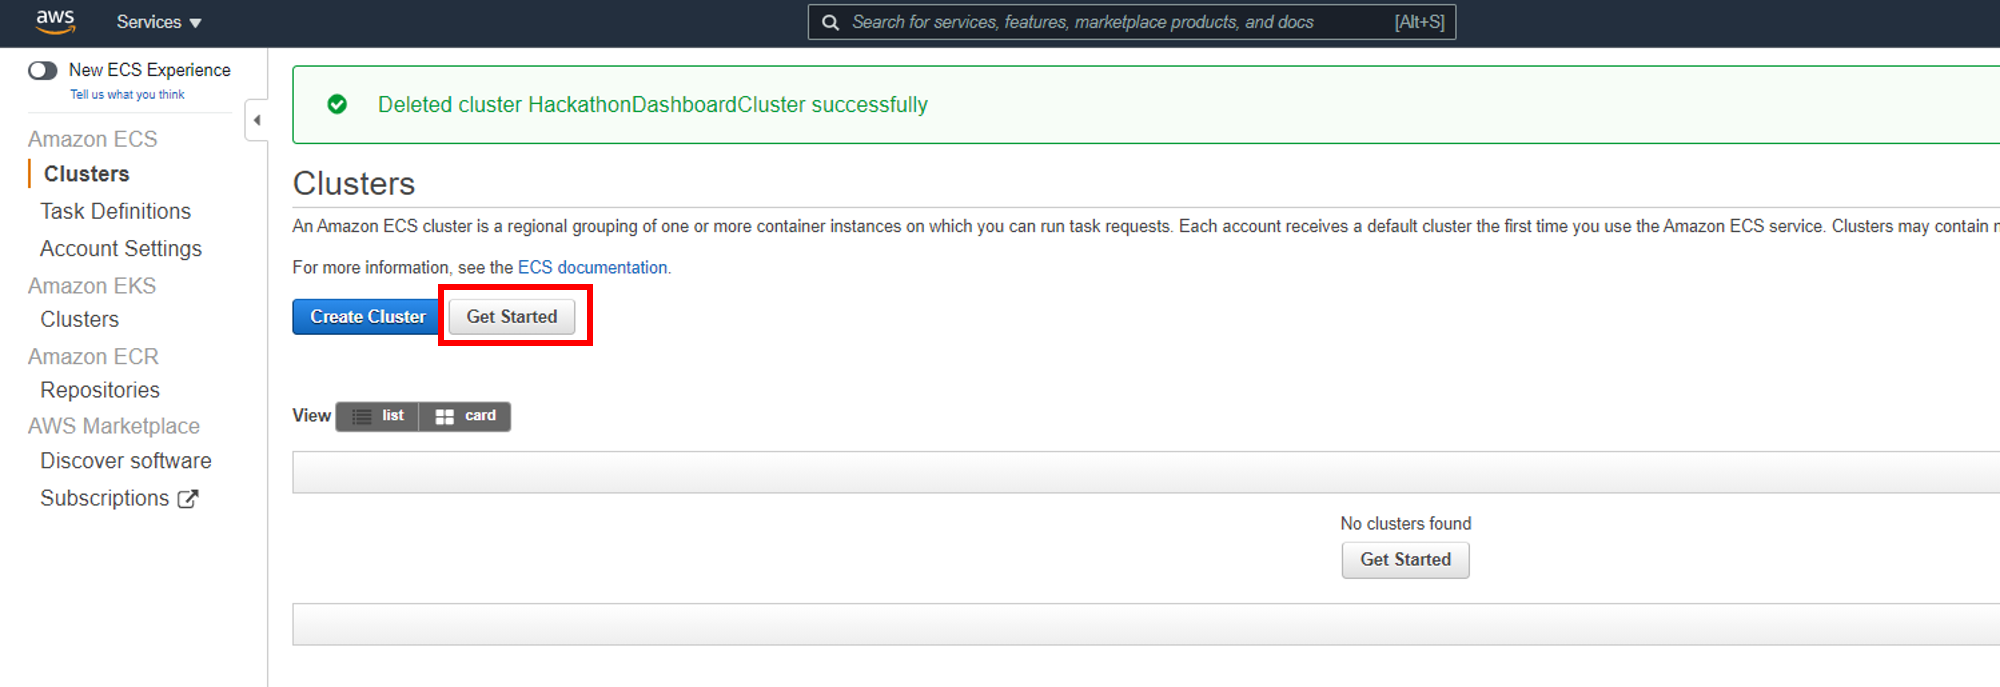 aws Services Search for services, features, marketplace products, and docs [Alt+S]
New ECS Experience
Tell us what you think
Amazon ECS
Clusters
Task Definitions
Account Settings
Amazon EKS
Clusters
Amazon ECR
Repositories
AWS Marketplace
Discover software
Subscriptions
Deleted cluster HackathonDashboardCluster successfully
Clusters
An Amazon ECS cluster is a regional grouping of one or more container instances on which you can run task requests. Each account receives a default cluster the first time you use the Amazon ECS service. Clusters may contain
For more information, see the ECS documentation.
Create Cluster Get Started
View list card
No clusters found
Get Started